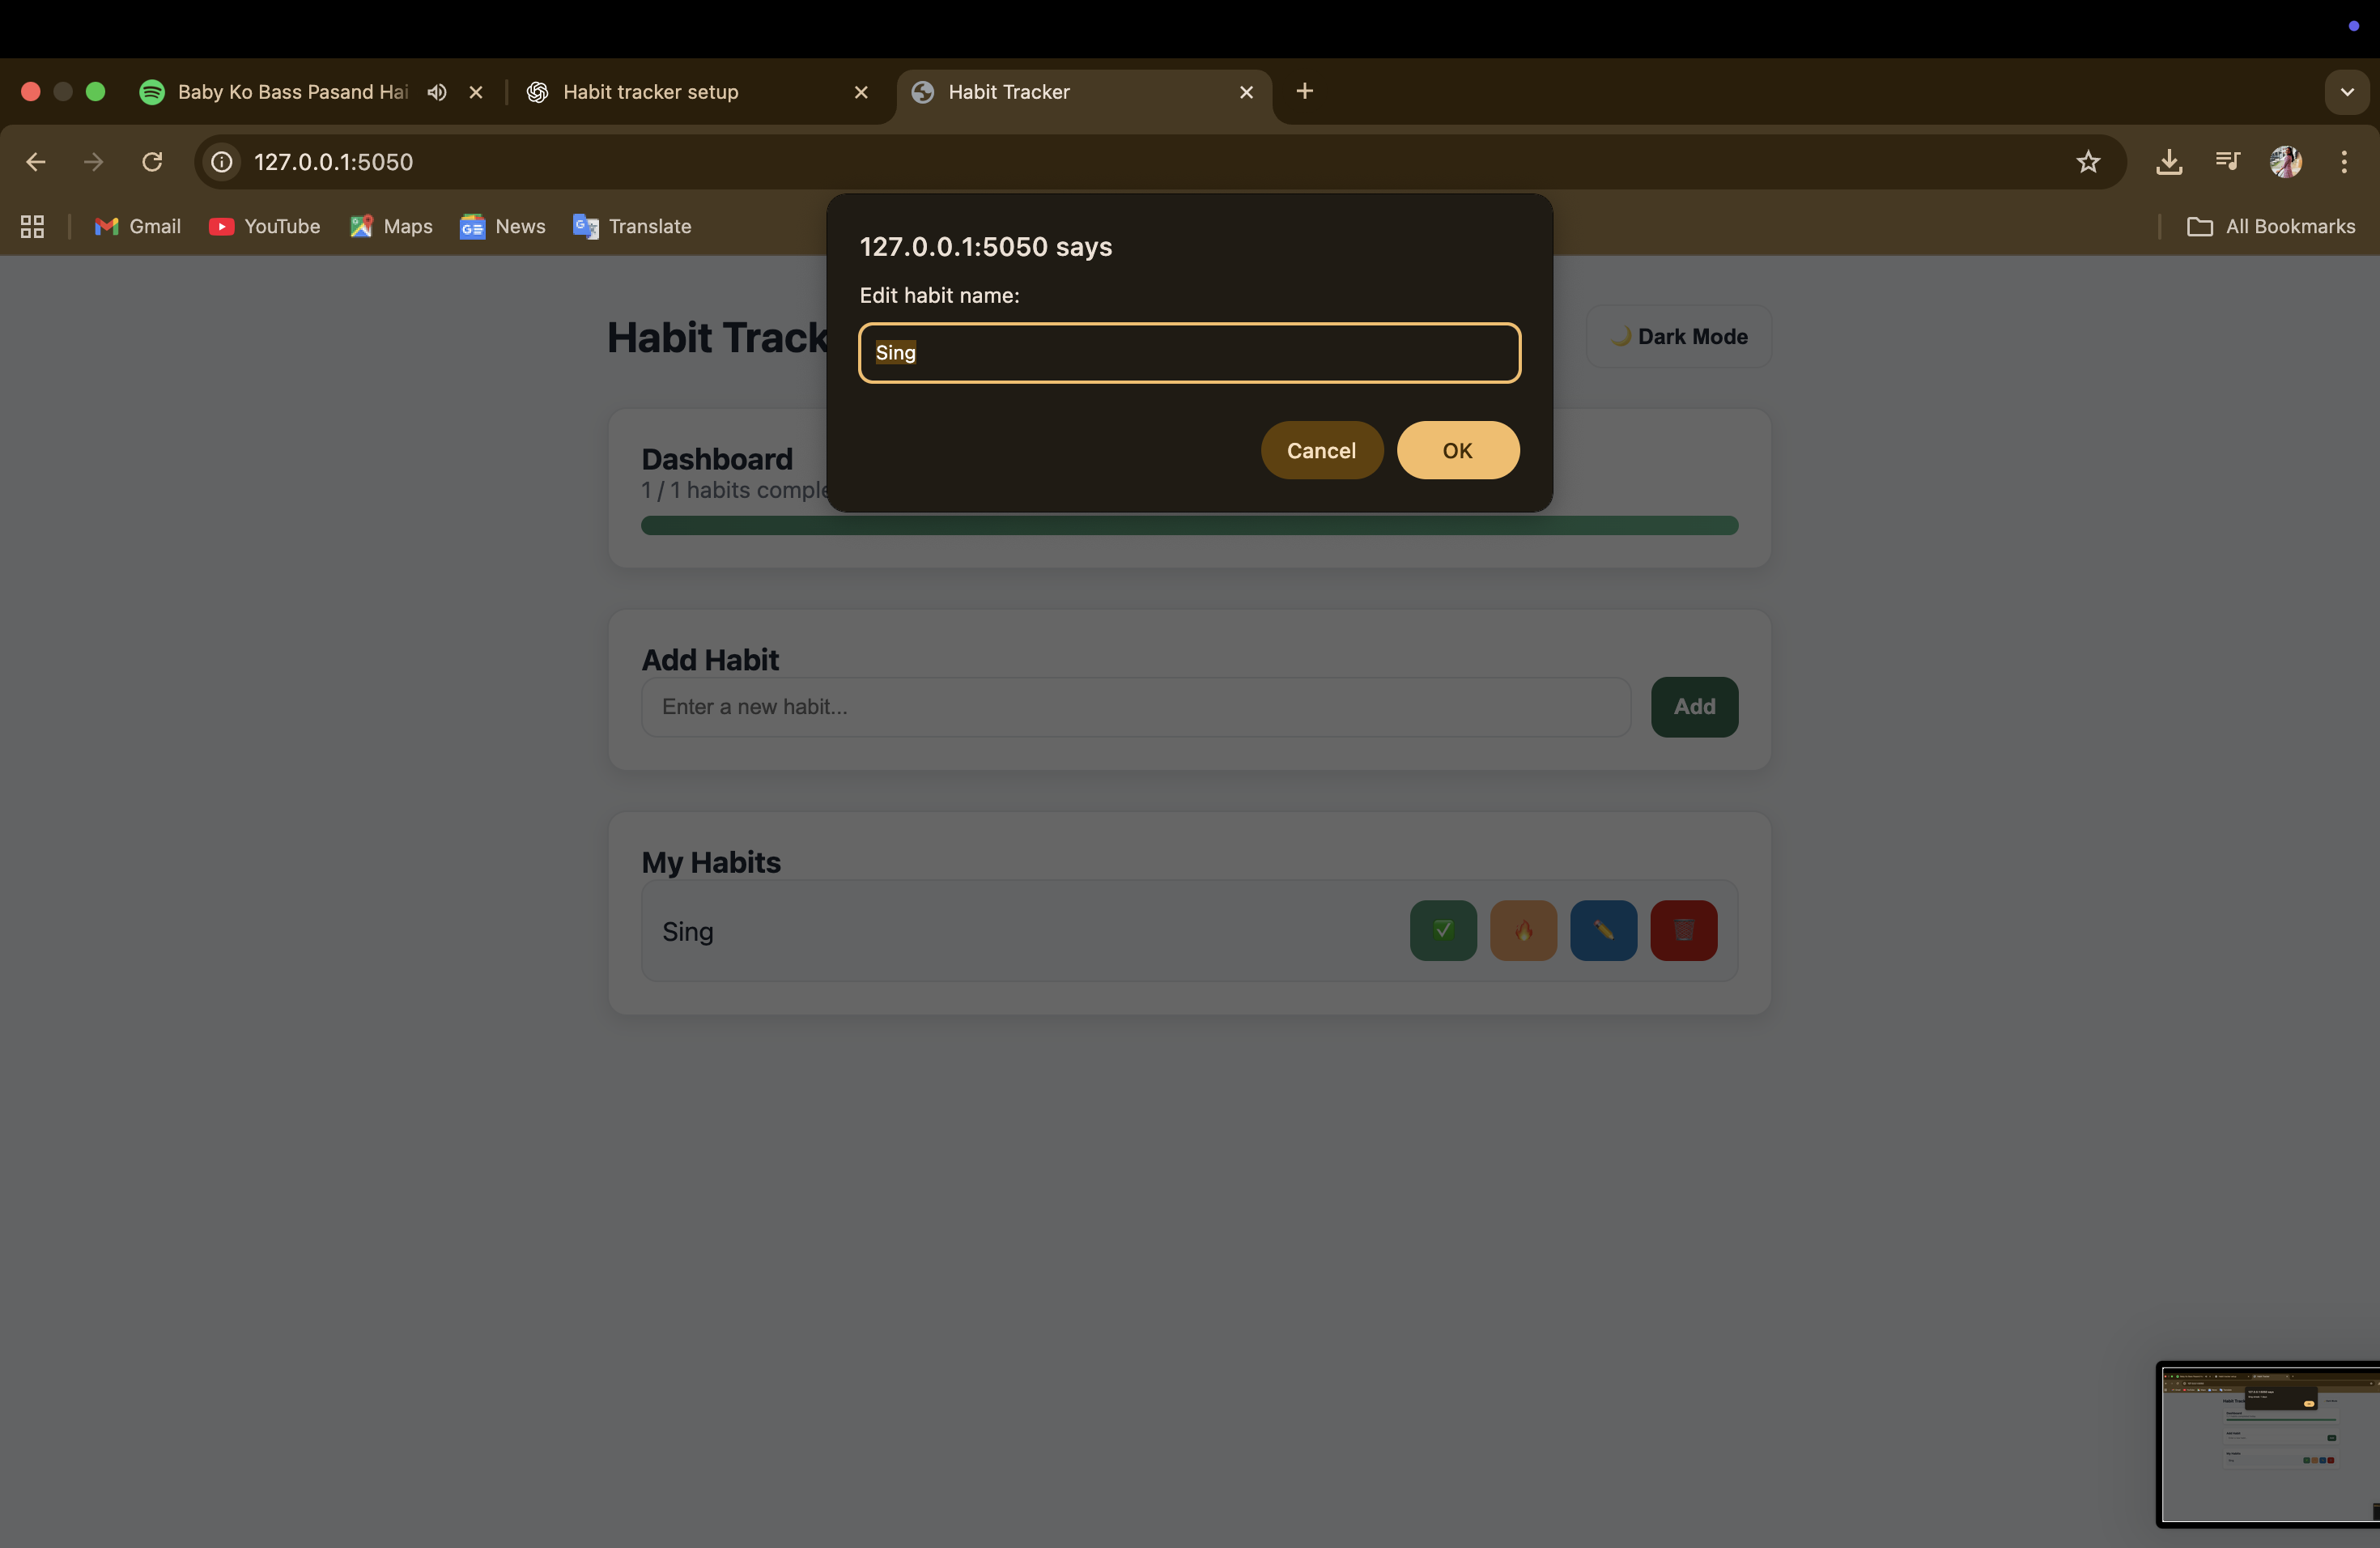 Baby Ko Bass Pasand Hai
Habit tracker setup
Habit Tracker
127.0.0.1:5050
Gmail
YouTube
Maps
News
Translate
All Bookmarks
127.0.0.1:5050 says
Edit habit name:
Sing
Cancel
OK
Habit Track
Dark Mode
Dashboard
1 / 1 habits comple
Add Habit
Enter a new habit...
Add
My Habits
Sing